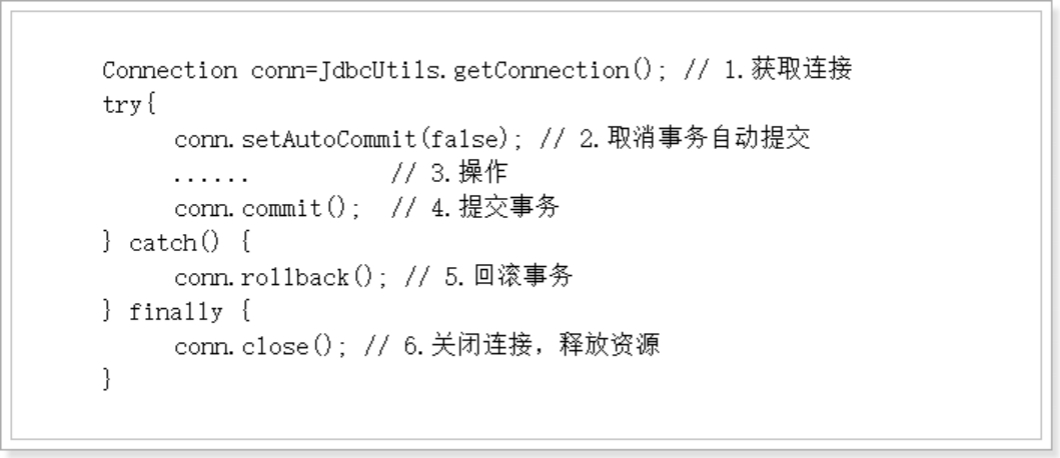 Connection conn=JdbcUtils.getConnection(); // 1.获取连接
try{
conn.setAutoCommit(false); // 2.取消事务自动提交
...... // 3.操作
conn.commit(); // 4.提交事务
} catch() {
conn.rollback(); // 5.回滚事务
} finally {
conn.close(); // 6.关闭连接，释放资源
}